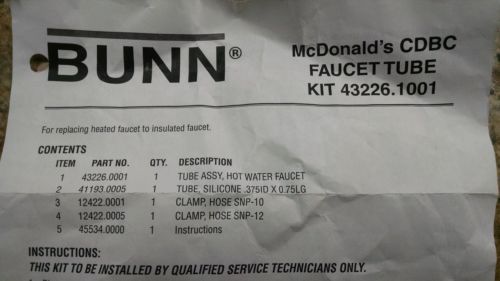 BUNN®
McDonald's CDBC
FAUCET TUBE
KIT 43226.1001
For replacing heated faucet to insulated faucet.
CONTENTS
ITEM PART NO. QTY. DESCRIPTION
1 43226.0001 1 TUBE ASSY, HOT WATER FAUCET
2 41193.0005 1 TUBE, SILICONE .375ID X 0.75LG
3 12422.0001 1 CLAMP, HOSE SNP-10
4 12422.0005 1 CLAMP, HOSE SNP-12
5 45534.0000 1 Instructions
INSTRUCTIONS:
THIS KIT TO BE INSTALLED BY QUALIFIED SERVICE TECHNICIANS ONLY.